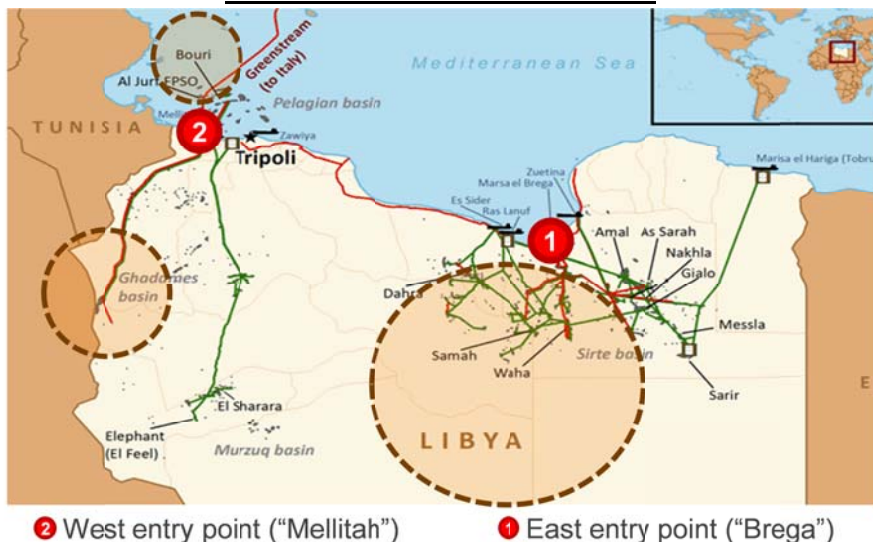 Bouri
Al Jurf FPSO
Greenstream
(to Italy)
Mediterranean Sea
Pelagian basin
TUNISIA
2
Zawiya
Tripoli
Marsa el Hariga
Zuetina
Marsa el Brega
Es Sider
Ras Lanuf
1
Amal
As Sarah
Nakhla
Gialo
Ghadames
basin
Dahra
Messla
Samah
Sirte basin
Waha
Sarir
El Sharara
LIBYA
Elephant
(El Feel)
Murzuq basin
E
2 West entry point (“Mellitah”)
1 East entry point (“Brega”)